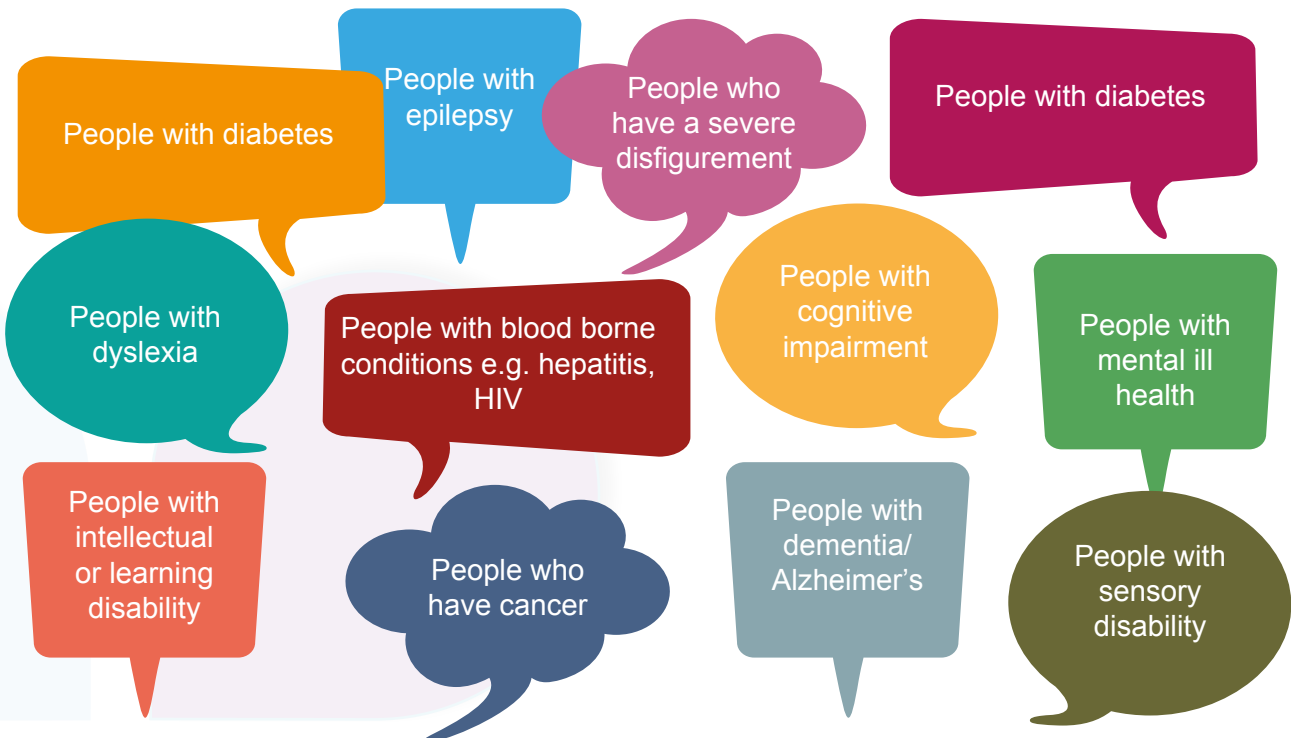 People with diabetes
People with
epilepsy
People who
have a severe
disfigurement
People with diabetes
People with
dyslexia
People with blood borne
conditions e.g. hepatitis,
HIV
People with
cognitive
impairment
People with
mental ill
health
People with
intellectual
or learning
disability
People who
have cancer
People with
dementia/
Alzheimer’s
People with
sensory
disability